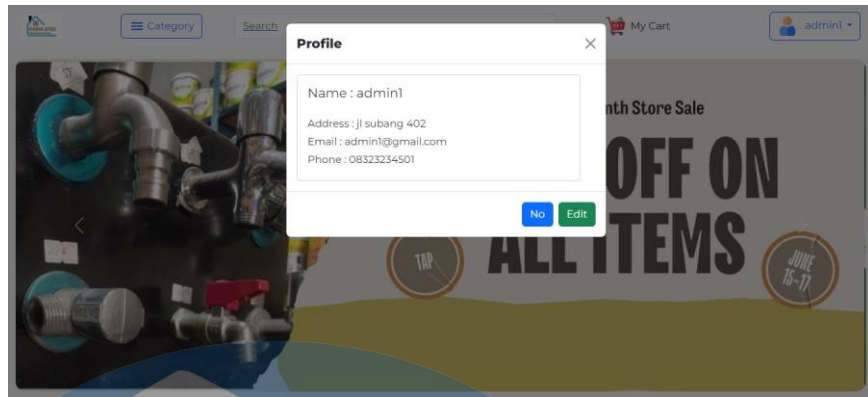 Category
Search
My Cart
admin1
Profile
Name : admin1
Address : jl subang 402
Email : admin1@gmail.com
Phone : 08323234501
No
Edit
nth Store Sale
OFF ON
ALL ITEMS
TAP
JUNE
15-17